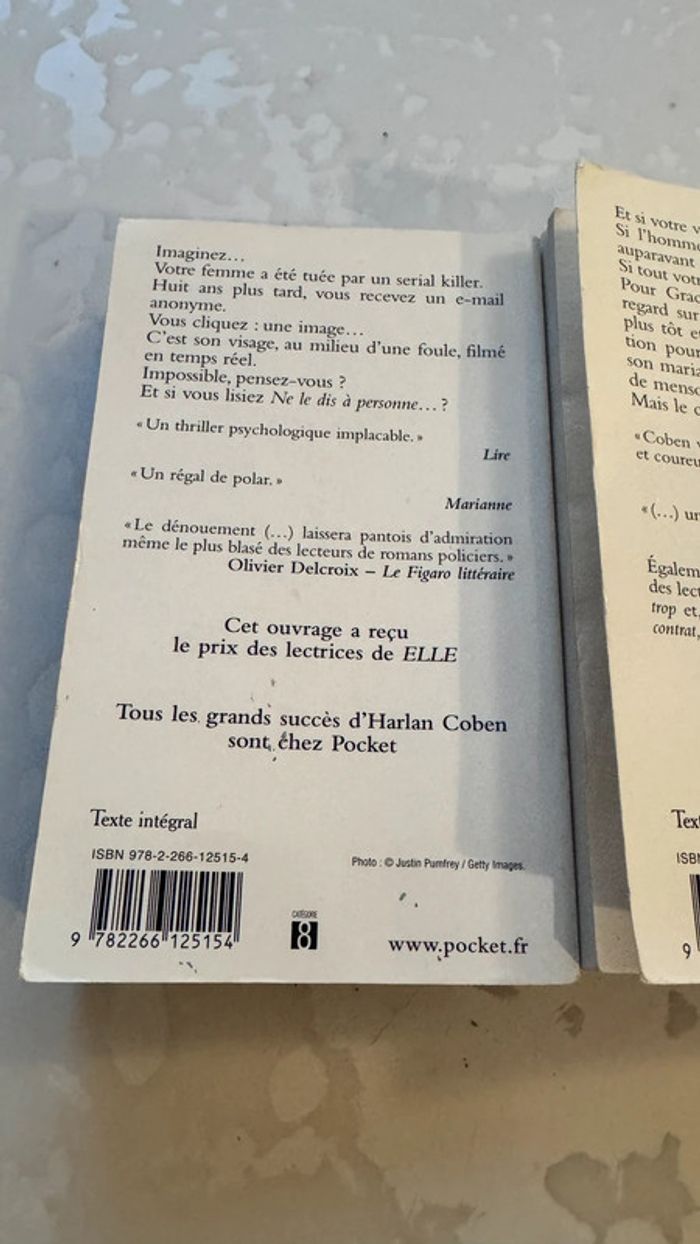 Imaginez…
Votre femme a été tuée par un serial killer.
Huit ans plus tard, vous recevez un e-mail
anonyme.
Vous cliquez : une image…
C'est son visage, au milieu d'une foule, filmé
en temps réel.
Impossible, pensez-vous ?
Et si vous lisiez Ne le dis à personne… ?
« Un thriller psychologique implacable. »
Lire
« Un régal de polar. »
Marianne
« Le dénouement (…) laissera pantois d'admiration
même le plus blasé des lecteurs de romans policiers. »
Olivier Delcroix – Le Figaro littéraire
Cet ouvrage a reçu
le prix des lectrices de ELLE
Tous les grands succès d'Harlan Coben
sont chez Pocket
Texte intégral
ISBN 978-2-266-12515-4
Photo : © Justin Pumfrey / Getty Images.
9 782266 125154
CATÉGORIE
8
www.pocket.fr
Et si votre v
Si l'homme
auparavant
Si tout votr
Pour Grac
regard sur
plus tôt e
tion pour
son maria
de menso
Mais le c
« Coben v
et coureu
« (…) un
Égalem
des lect
trop et,
contrat,
Tex
ISB
9